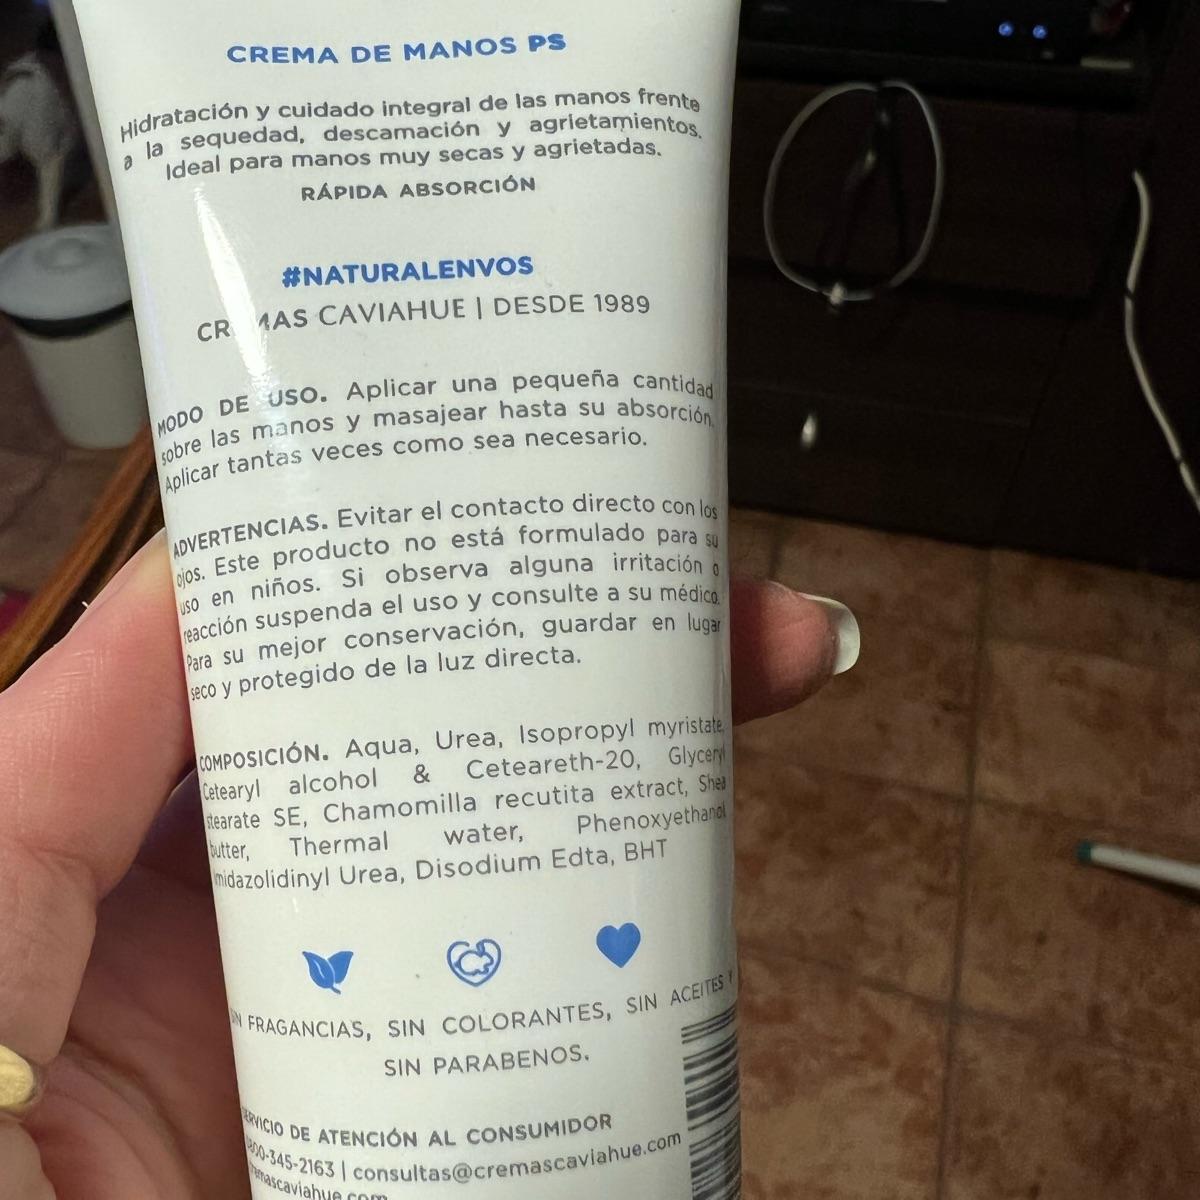 CREMA DE MANOS PS
Hidratación y cuidado integral de las manos frente
a la sequedad, descamación y agrietamientos.
Ideal para manos muy secas y agrietadas.
RÁPIDA ABSORCIÓN
#NATURALENVOS
CREMAS CAVIAHUE | DESDE 1989
MODO DE USO. Aplicar una pequeña cantidad
sobre las manos y masajear hasta su absorción.
Aplicar tantas veces como sea necesario.
ADVERTENCIAS. Evitar el contacto directo con los
ojos. Este producto no está formulado para su
uso en niños. Si observa alguna irritación o
reacción suspenda el uso y consulte a su médico.
Para su mejor conservación, guardar en lugar
seco y protegido de la luz directa.
COMPOSICIÓN. Aqua, Urea, Isopropyl myristate,
Cetearyl alcohol & Ceteareth-20, Glyceryl
stearate SE, Chamomilla recutita extract, Shea
butter, Thermal water, Phenoxyethanol
Imidazolidinyl Urea, Disodium Edta, BHT
SIN FRAGANCIAS, SIN COLORANTES, SIN ACEITES Y
SIN PARABENOS.
SERVICIO DE ATENCIÓN AL CONSUMIDOR
800-345-2163 | consultas@cremascaviahue.com
cremascaviahue.com